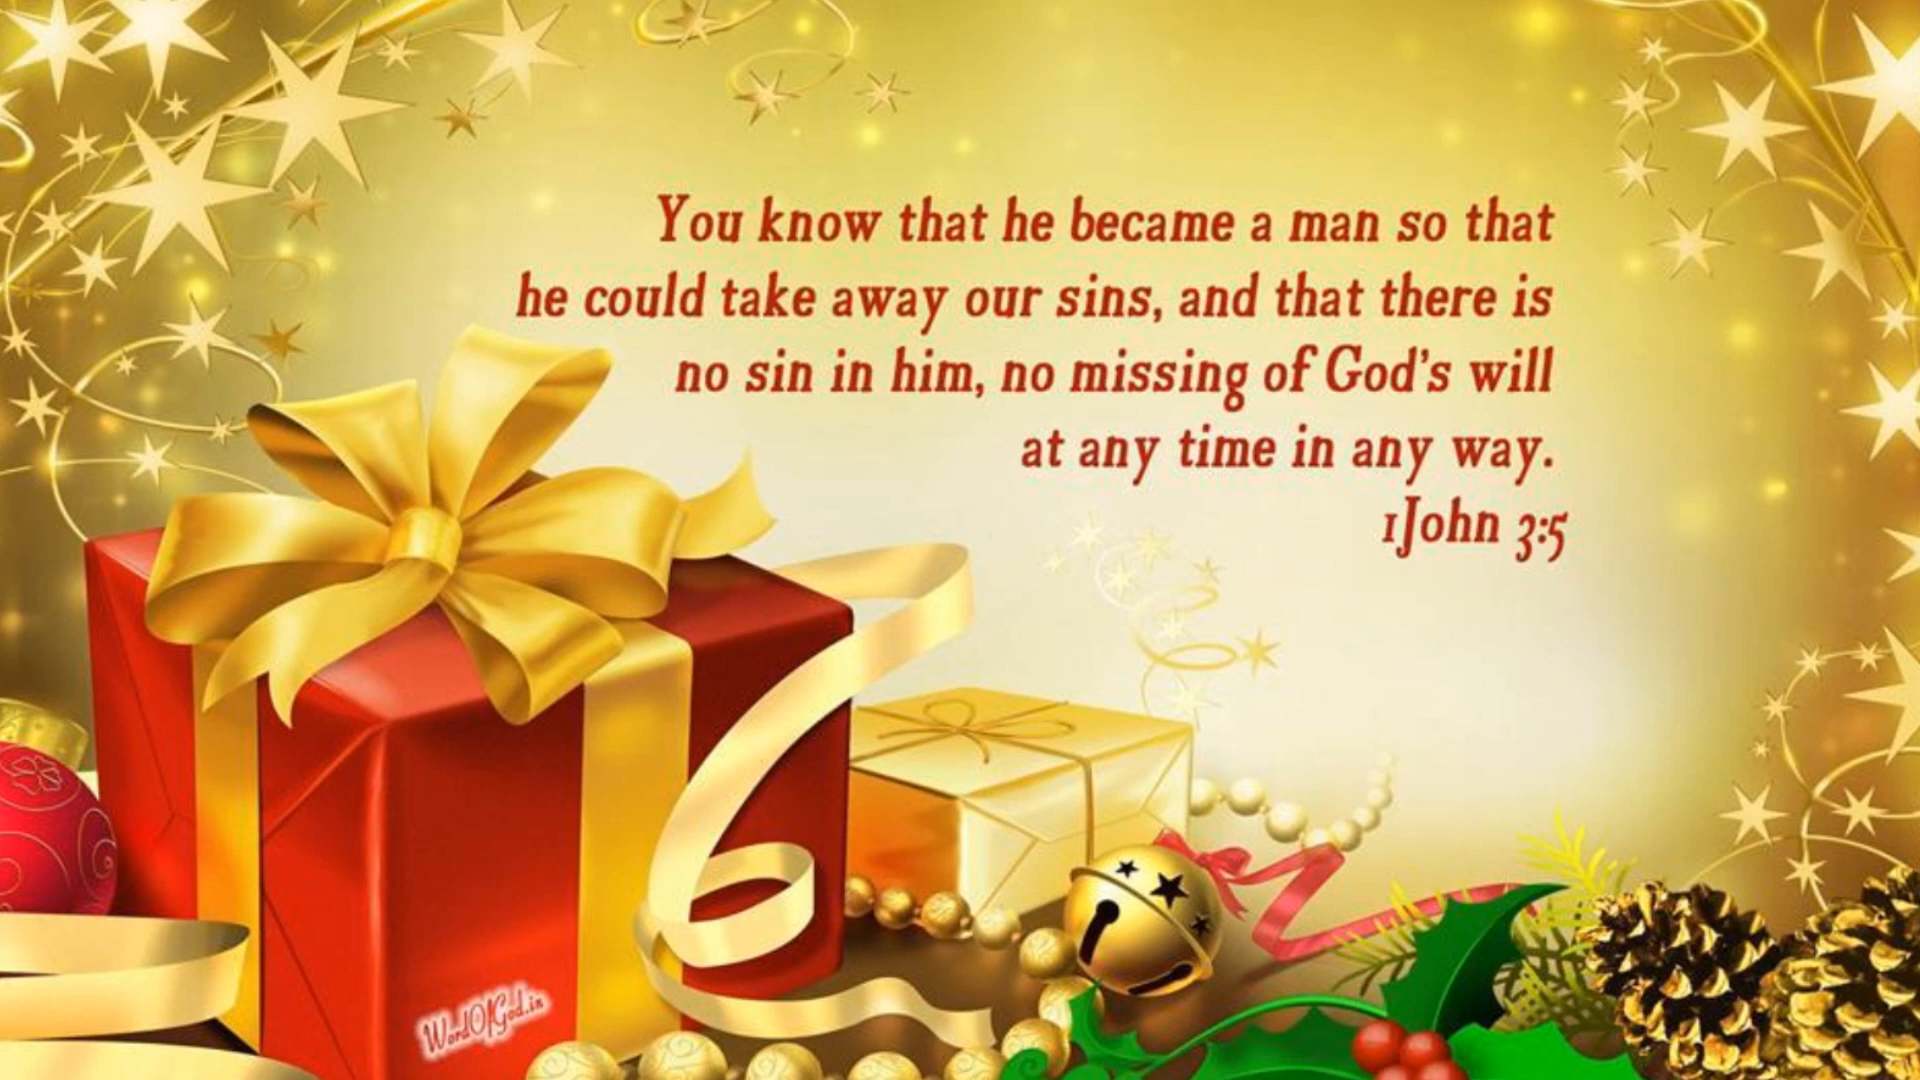 You know that he became a man so that
he could take away our sins, and that there is
no sin in him, no missing of God's will
at any time in any way.
1John 3:5
WordOfGod.in